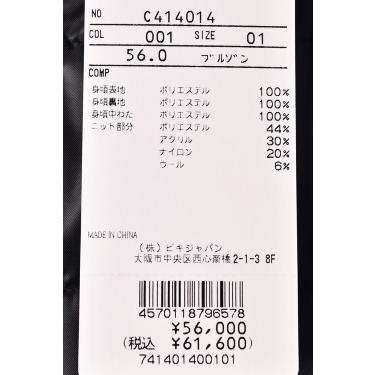 NO C414014
COL 001 SIZE 01
56.0 ブルゾン
COMP
身頃表地 ポリエステル 100%
身頃裏地 ポリエステル 100%
身頃中わた ポリエステル 100%
ニット部分 ポリエステル 44%
アクリル 30%
ナイロン 20%
ウール 6%
MADE IN CHINA
(株)ビキジャパン
大阪市中央区西心斎橋2-1-3 8F
4570118796578
¥56,000
(税込 ¥61,600)
741401400101